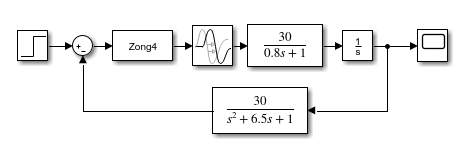 +
−
Zong4
30
0.8s + 1
1
s
30
s² + 6.5s + 1